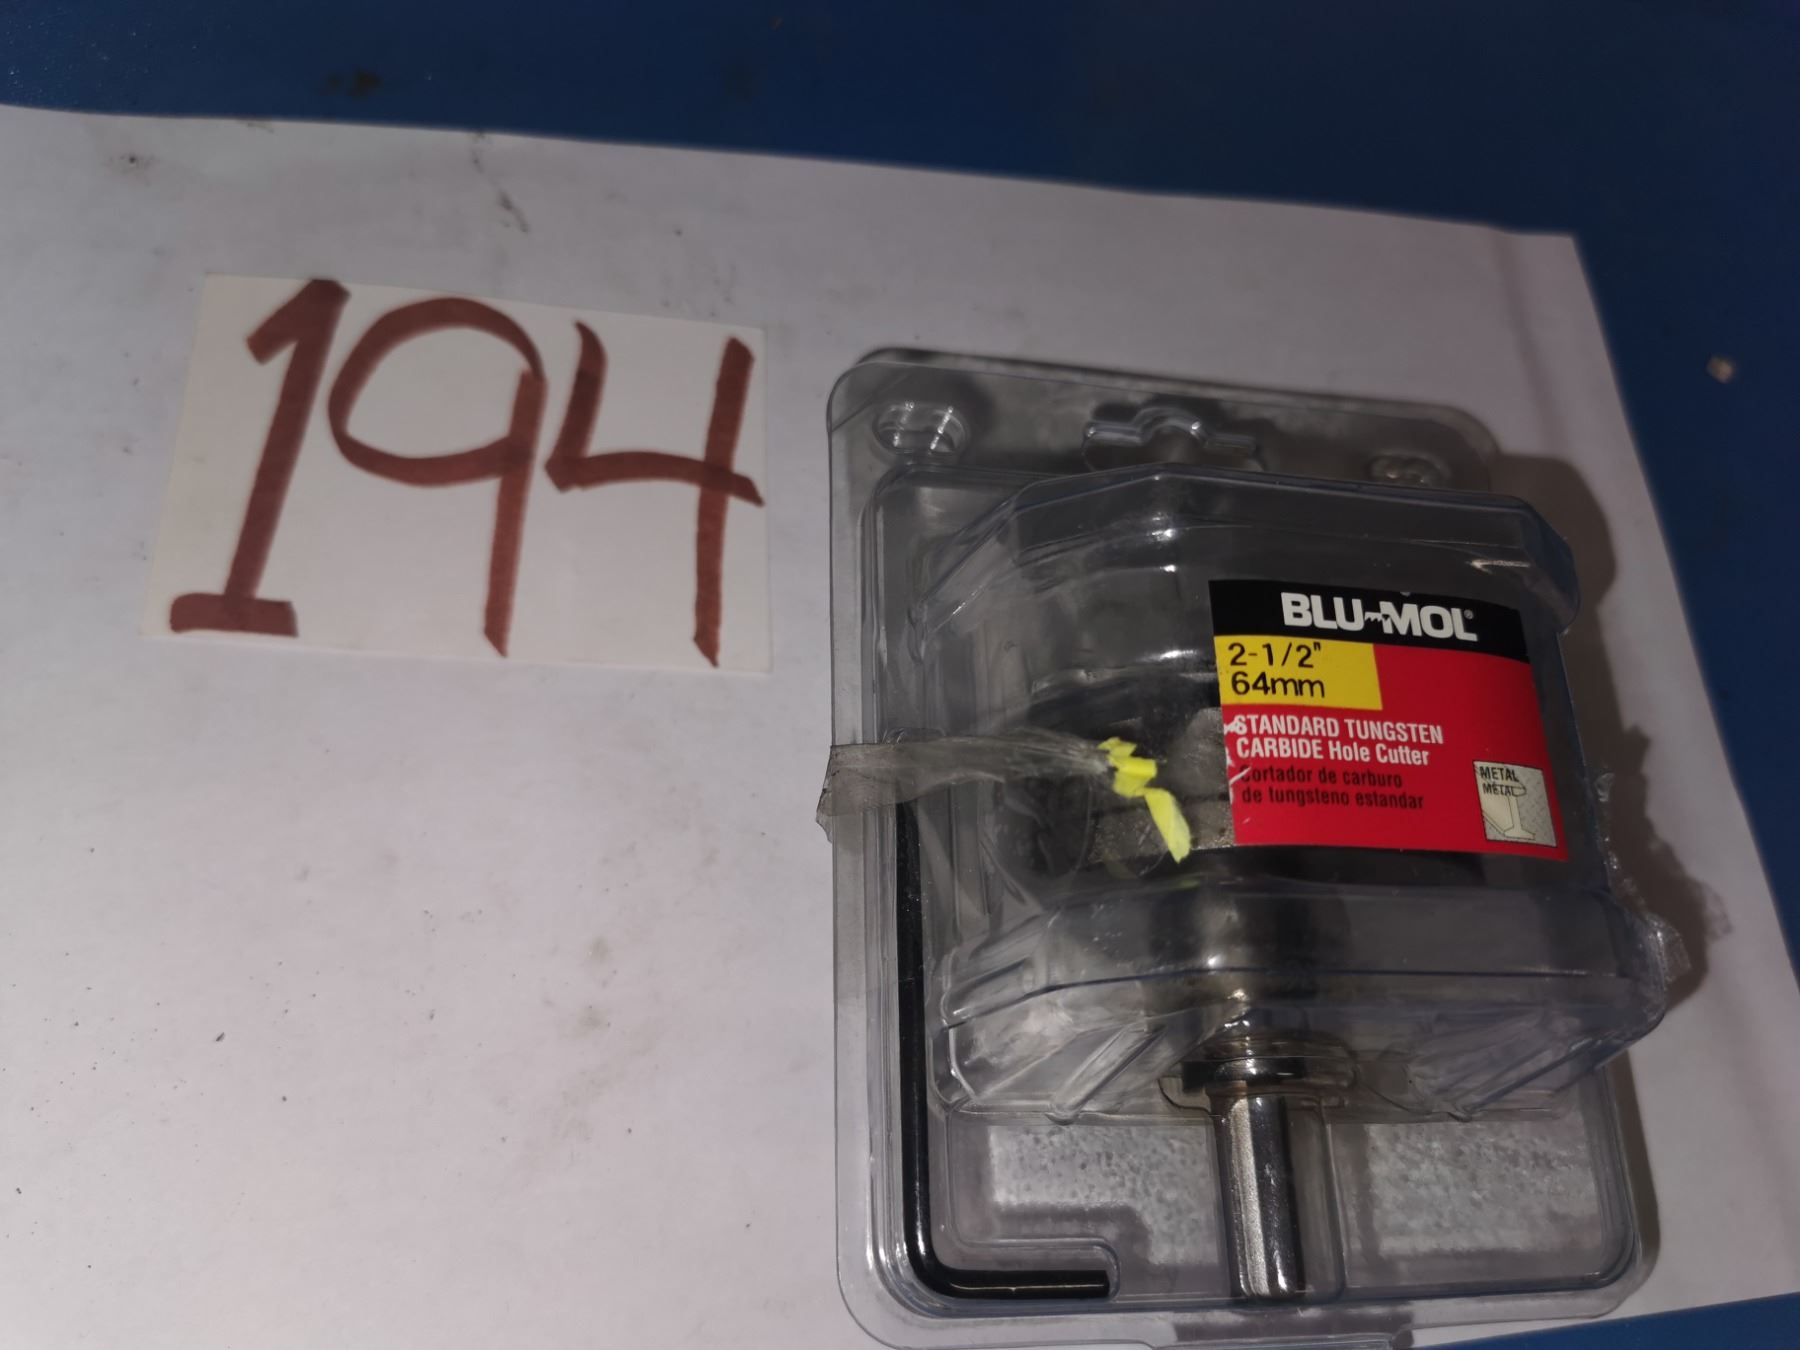 194
BLU-MOL®
2-1/2"
64mm
STANDARD TUNGSTEN
CARBIDE Hole Cutter
Cortador de carburo
de tungsteno estandar
METAL
METAL